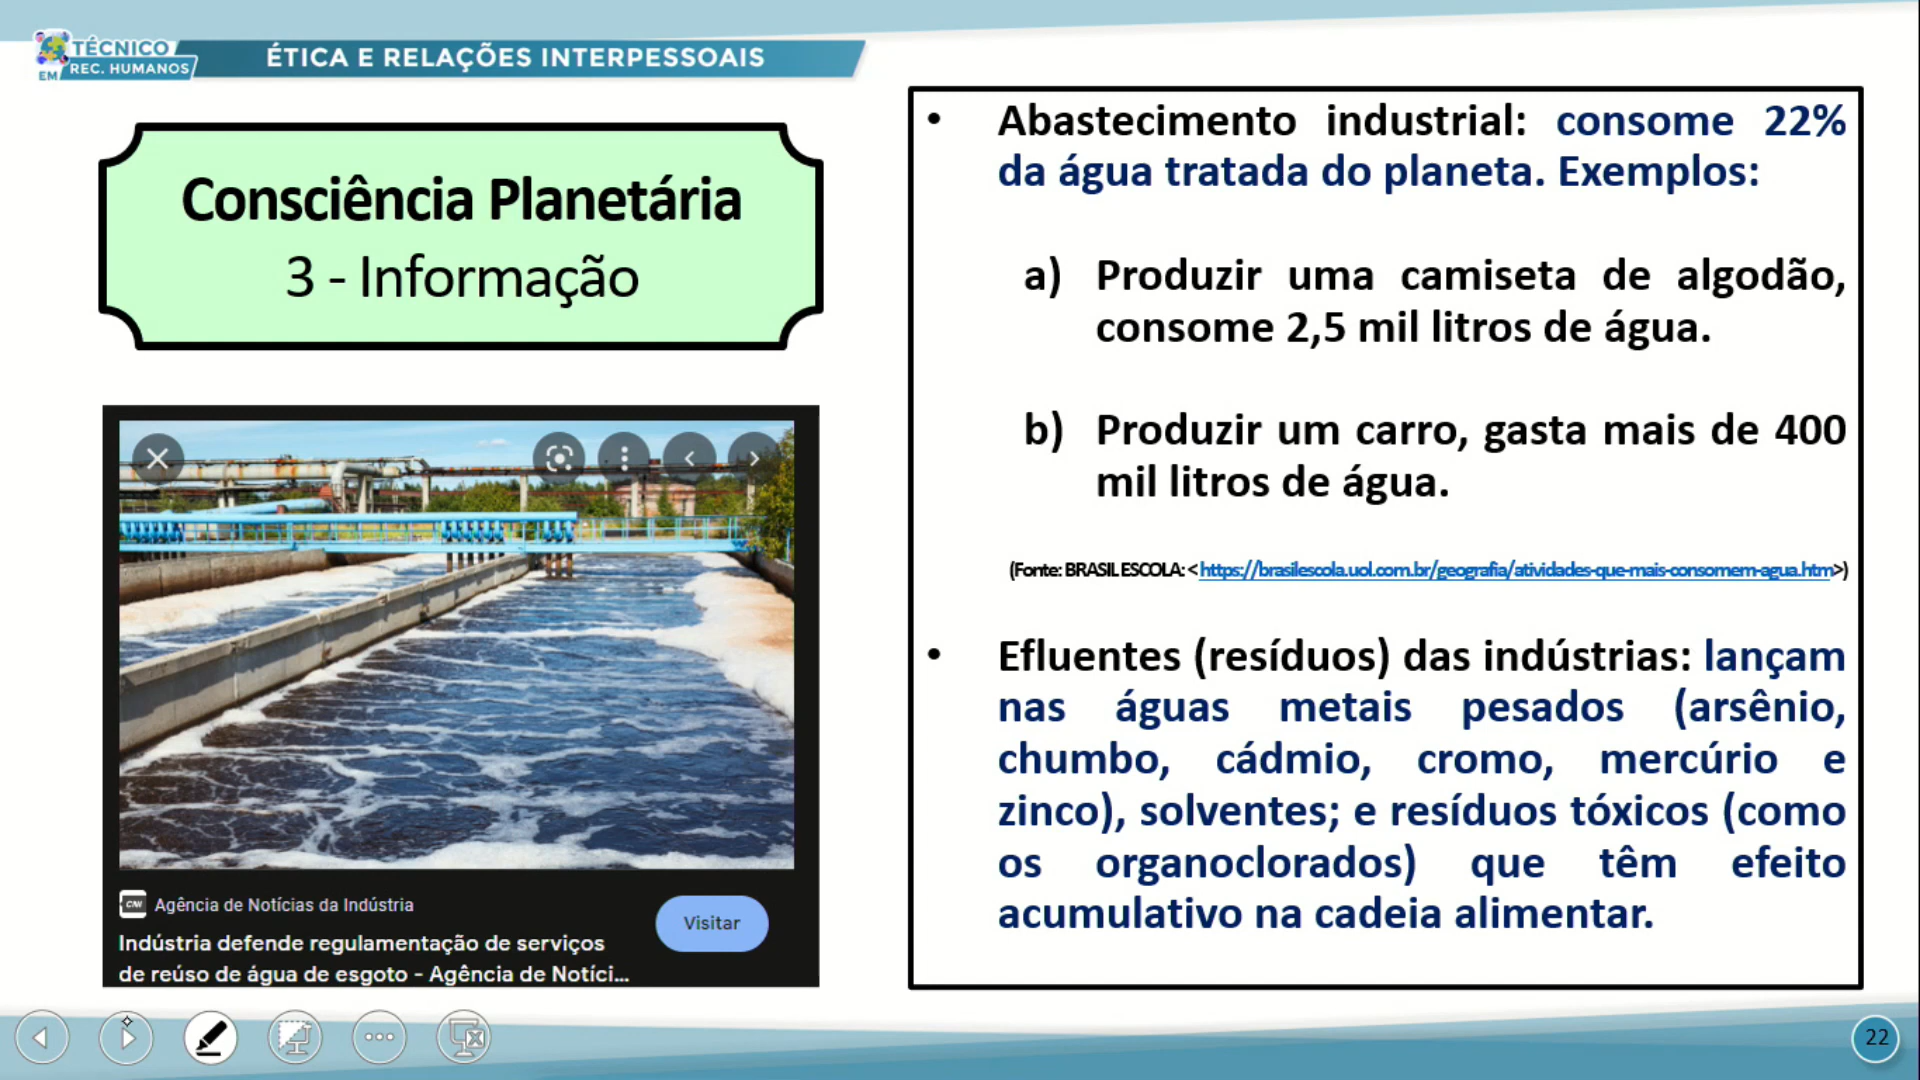 TÉCNICO
EM REC. HUMANOS
ÉTICA E RELAÇÕES INTERPESSOAIS
Consciência Planetária
3 - Informação
Agência de Notícias da Indústria
Indústria defende regulamentação de serviços
de reúso de água de esgoto - Agência de Notíci...
Visitar
• Abastecimento industrial: consome 22%
da água tratada do planeta. Exemplos:
a) Produzir uma camiseta de algodão,
consome 2,5 mil litros de água.
b) Produzir um carro, gasta mais de 400
mil litros de água.
(Fonte: BRASIL ESCOLA: <https://brasilescola.uol.com.br/geografia/atividades-que-mais-consomem-agua.htm>)
• Efluentes (resíduos) das indústrias: lançam
nas águas metais pesados (arsênio,
chumbo, cádmio, cromo, mercúrio e
zinco), solventes; e resíduos tóxicos (como
os organoclorados) que têm efeito
acumulativo na cadeia alimentar.
22